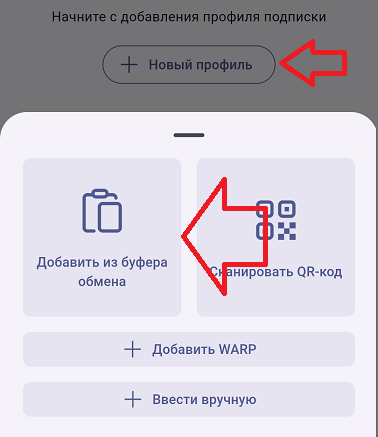 Начните с добавления профиля подписки
Новый профиль
Добавить из буфера
обмена
Сканировать QR-код
Добавить WARP
Ввести вручную